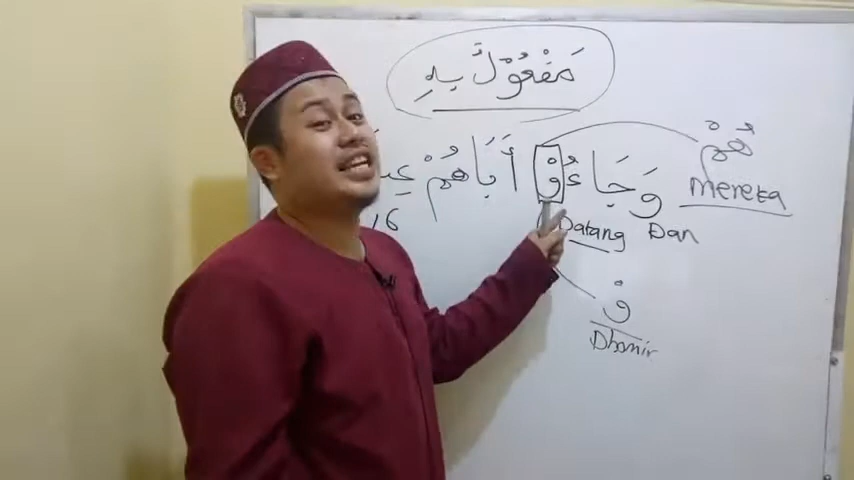 مَفْعُوْلٌ بِهِ
هُمْ
وَجَاءُوْ أَبَاهُمْ
Mereka
Datang Dan
16
وْ
Dhomir